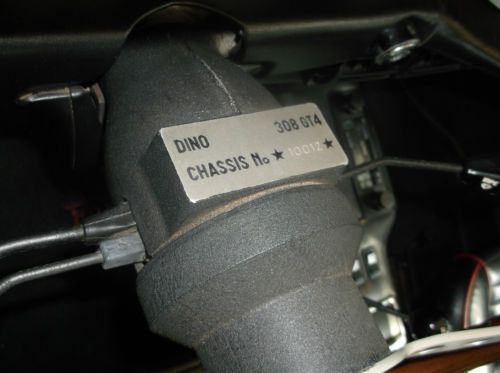 DINO 308 GT4
CHASSIS No ★ 10012 ★